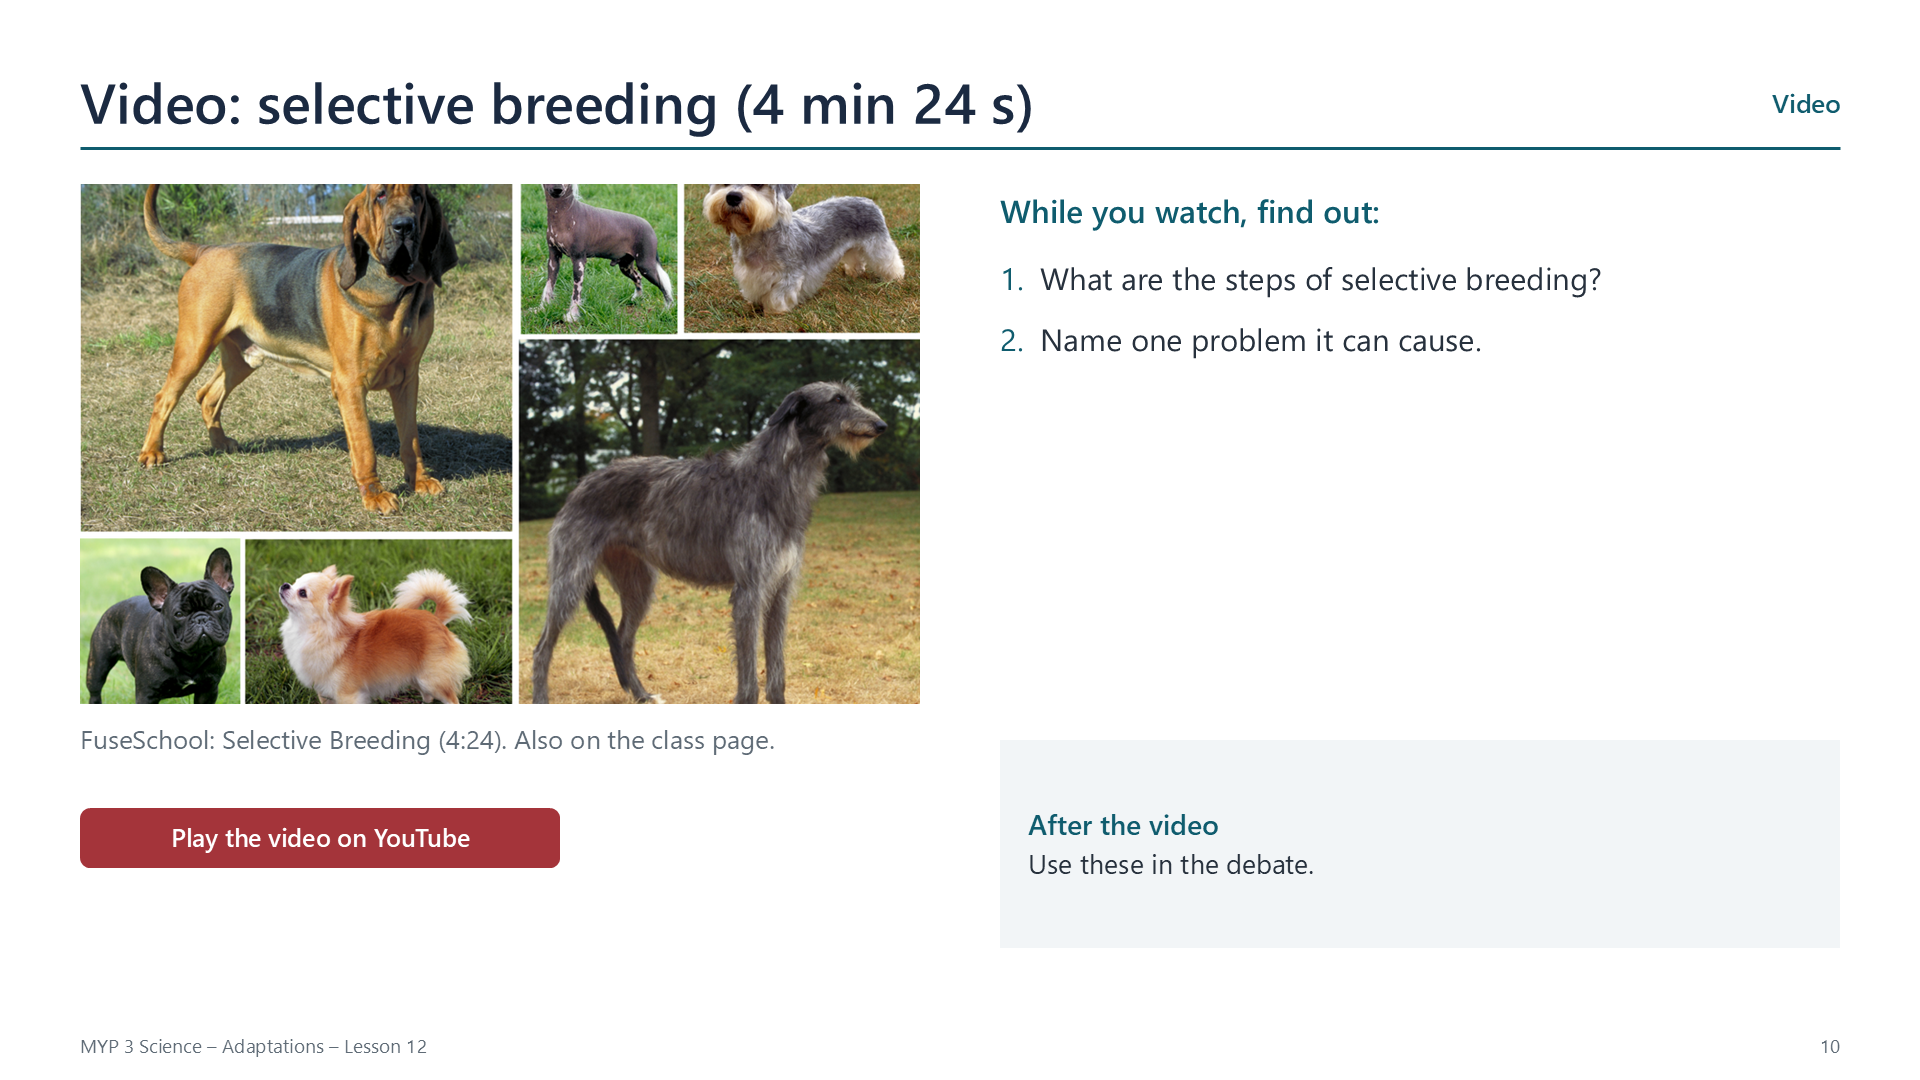 Video: selective breeding (4 min 24 s)
Video
FuseSchool: Selective Breeding (4:24). Also on the class page.
Play the video on YouTube
While you watch, find out:
1. What are the steps of selective breeding?
2. Name one problem it can cause.
After the video
Use these in the debate.
MYP 3 Science – Adaptations – Lesson 12
10